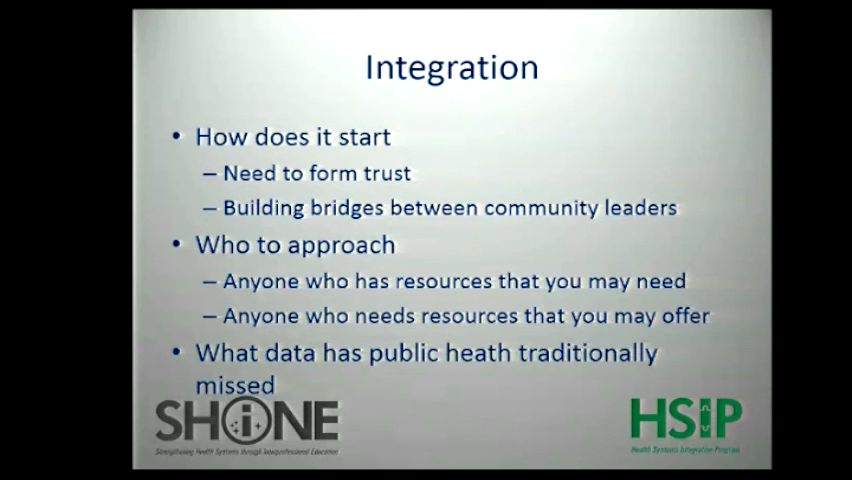 Integration
• How does it start
– Need to form trust
– Building bridges between community leaders
• Who to approach
– Anyone who has resources that you may need
– Anyone who needs resources that you may offer
• What data has public heath traditionally
missed
SHiNE
Strengthening Health Systems through Interprofessional Education
HSiP
Health Systems Integration Program